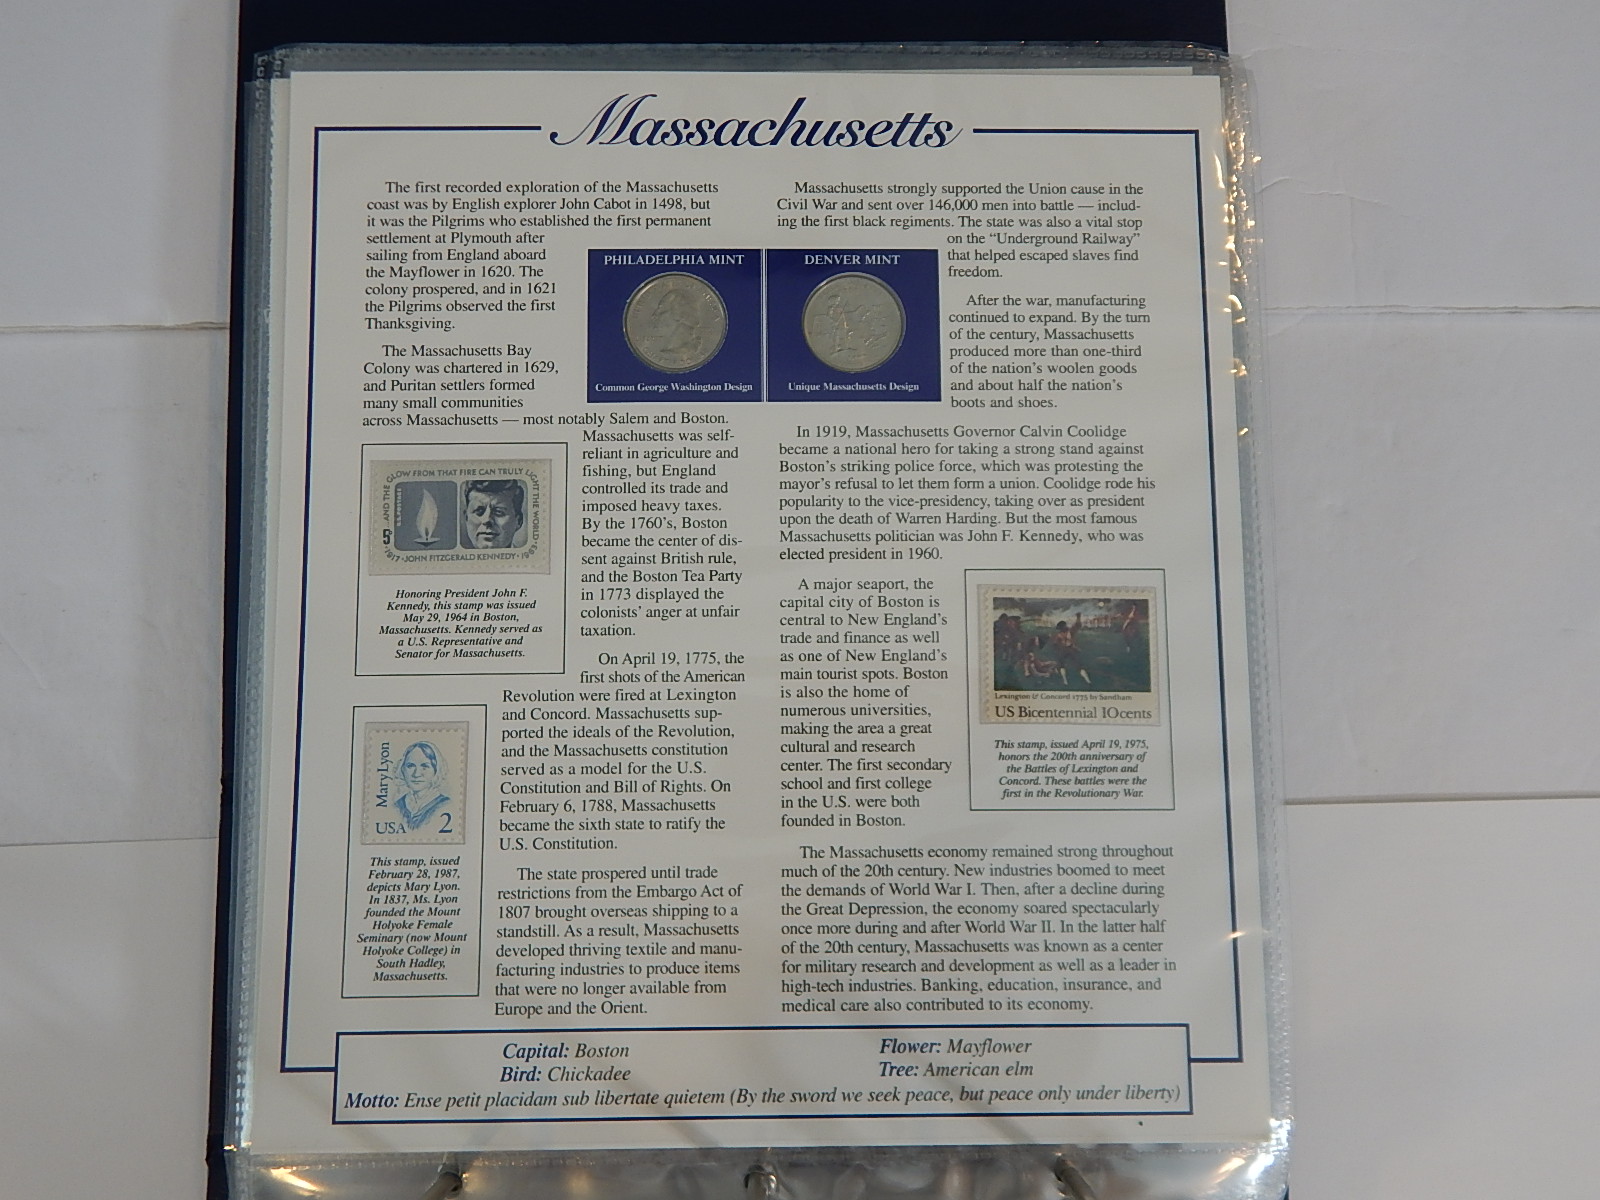 Massachusetts
The first recorded exploration of the Massachusetts
coast was by English explorer John Cabot in 1498, but
it was the Pilgrims who established the first permanent
settlement at Plymouth after
sailing from England aboard
the Mayflower in 1620. The
colony prospered, and in 1621
the Pilgrims observed the first
Thanksgiving.
The Massachusetts Bay
Colony was chartered in 1629,
and Puritan settlers formed
many small communities
across Massachusetts — most notably Salem and Boston.
Massachusetts was self-
reliant in agriculture and
fishing, but England
controlled its trade and
imposed heavy taxes.
By the 1760's, Boston
became the center of dis-
sent against British rule,
and the Boston Tea Party
in 1773 displayed the
colonists' anger at unfair
taxation.
On April 19, 1775, the
first shots of the American
Revolution were fired at Lexington
and Concord. Massachusetts sup-
ported the ideals of the Revolution,
and the Massachusetts constitution
served as a model for the U.S.
Constitution and Bill of Rights. On
February 6, 1788, Massachusetts
became the sixth state to ratify the
U.S. Constitution.
The state prospered until trade
restrictions from the Embargo Act of
1807 brought overseas shipping to a
standstill. As a result, Massachusetts
developed thriving textile and manu-
facturing industries to produce items
that were no longer available from
Europe and the Orient.
PHILADELPHIA MINT
Common George Washington Design
DENVER MINT
Unique Massachusetts Design
...AND THE GLOW FROM THAT FIRE CAN TRULY LIGHT THE WORLD
5¢
1917·JOHN FITZGERALD KENNEDY·1963
Honoring President John F.
Kennedy, this stamp was issued
May 29, 1964 in Boston,
Massachusetts. Kennedy served as
a U.S. Representative and
Senator for Massachusetts.
Mary Lyon
USA 2
This stamp, issued
February 28, 1987,
depicts Mary Lyon.
In 1837, Ms. Lyon
founded the Mount
Holyoke Female
Seminary (now Mount
Holyoke College) in
South Hadley,
Massachusetts.
Massachusetts strongly supported the Union cause in the
Civil War and sent over 146,000 men into battle — includ-
ing the first black regiments. The state was also a vital stop
on the “Underground Railway”
that helped escaped slaves find
freedom.
After the war, manufacturing
continued to expand. By the turn
of the century, Massachusetts
produced more than one-third
of the nation's woolen goods
and about half the nation's
boots and shoes.
In 1919, Massachusetts Governor Calvin Coolidge
became a national hero for taking a strong stand against
Boston's striking police force, which was protesting the
mayor's refusal to let them form a union. Coolidge rode his
popularity to the vice-presidency, taking over as president
upon the death of Warren Harding. But the most famous
Massachusetts politician was John F. Kennedy, who was
elected president in 1960.
A major seaport, the
capital city of Boston is
central to New England's
trade and finance as well
as one of New England's
main tourist spots. Boston
is also the home of
numerous universities,
making the area a great
cultural and research
center. The first secondary
school and first college
in the U.S. were both
founded in Boston.
Lexington & Concord 1775 by Sandham
US Bicentennial 10cents
This stamp, issued April 19, 1975,
honors the 200th anniversary of
the Battles of Lexington and
Concord. These battles were the
first in the Revolutionary War.
The Massachusetts economy remained strong throughout
much of the 20th century. New industries boomed to meet
the demands of World War I. Then, after a decline during
the Great Depression, the economy soared spectacularly
once more during and after World War II. In the latter half
of the 20th century, Massachusetts was known as a center
for military research and development as well as a leader in
high-tech industries. Banking, education, insurance, and
medical care also contributed to its economy.
Capital: Boston
Bird: Chickadee
Flower: Mayflower
Tree: American elm
Motto: Ense petit placidam sub libertate quietem (By the sword we seek peace, but peace only under liberty)